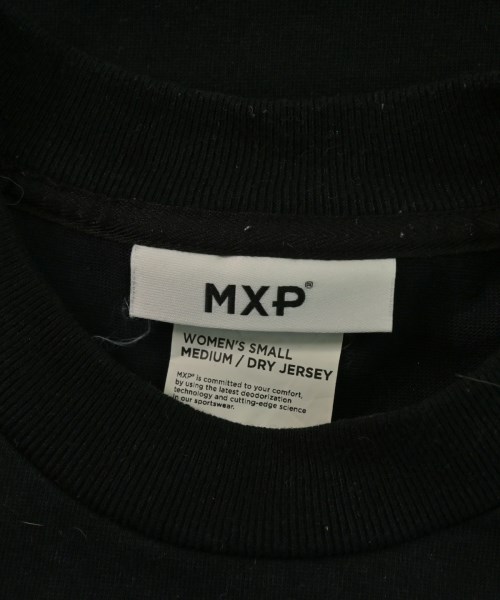 MXP®
WOMEN'S SMALL
MEDIUM / DRY JERSEY
MXP® is committed to your comfort,
by using the latest deodorization
technology and cutting-edge science
in our sportswear.